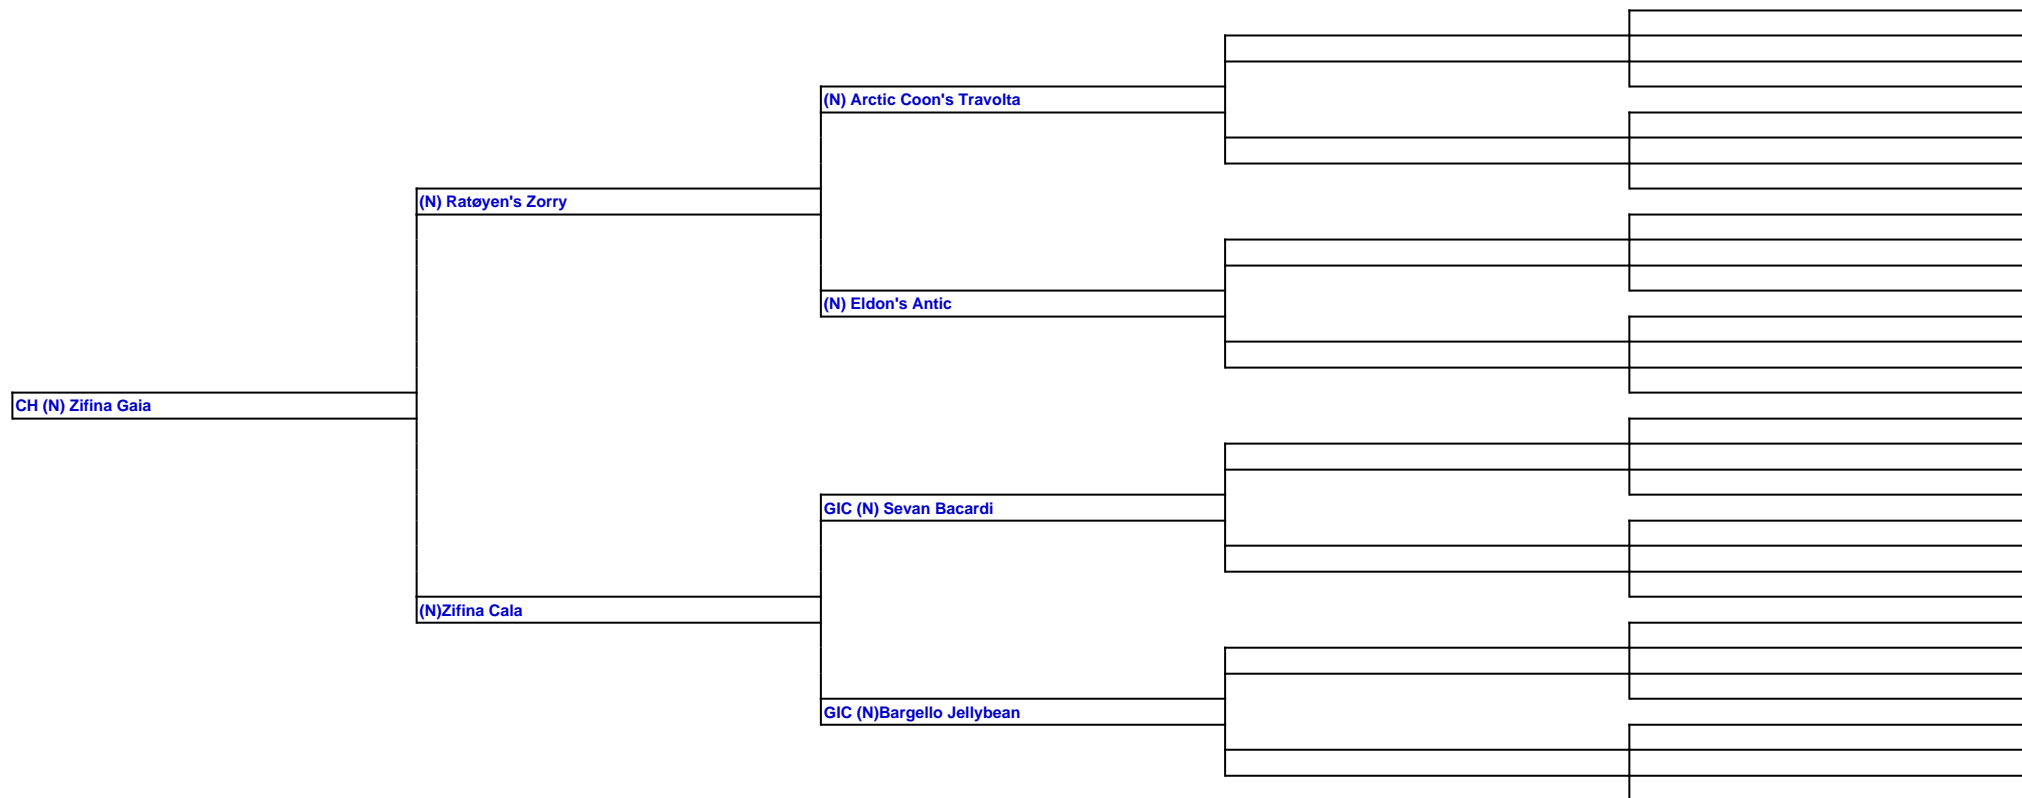 (N) Arctic Coon's Travolta
(N) Ratøyen's Zorry
(N) Eldon's Antic
CH (N) Zifina Gaia
GIC (N) Sevan Bacardi
(N)Zifina Cala
GIC (N)Bargello Jellybean